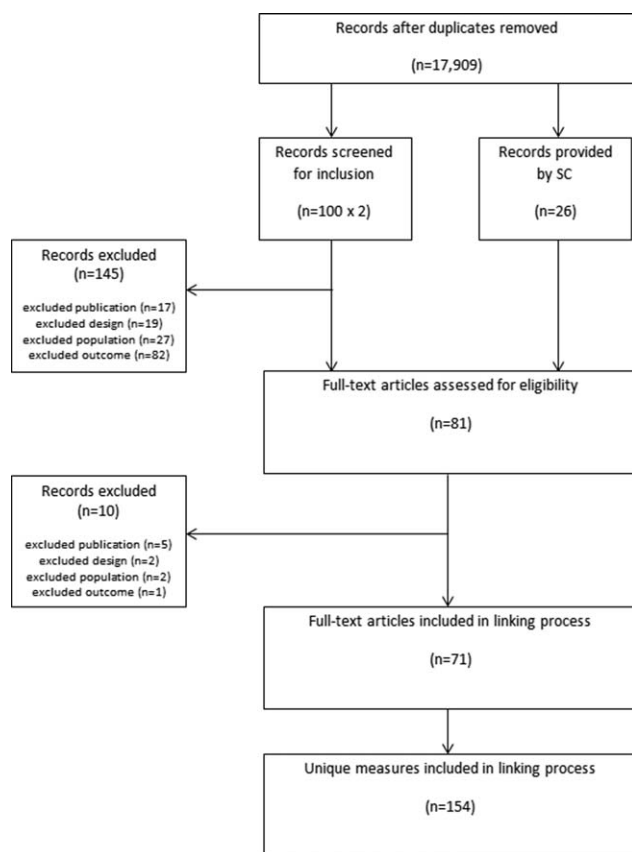 Records after duplicates removed
(n=17,909)
Records screened
for inclusion
(n=100 x 2)
Records provided
by SC
(n=26)
Records excluded
(n=145)
excluded publication (n=17)
excluded design (n=19)
excluded population (n=27)
excluded outcome (n=82)
Full-text articles assessed for eligibility
(n=81)
Records excluded
(n=10)
excluded publication (n=5)
excluded design (n=2)
excluded population (n=2)
excluded outcome (n=1)
Full-text articles included in linking process
(n=71)
Unique measures included in linking process
(n=154)